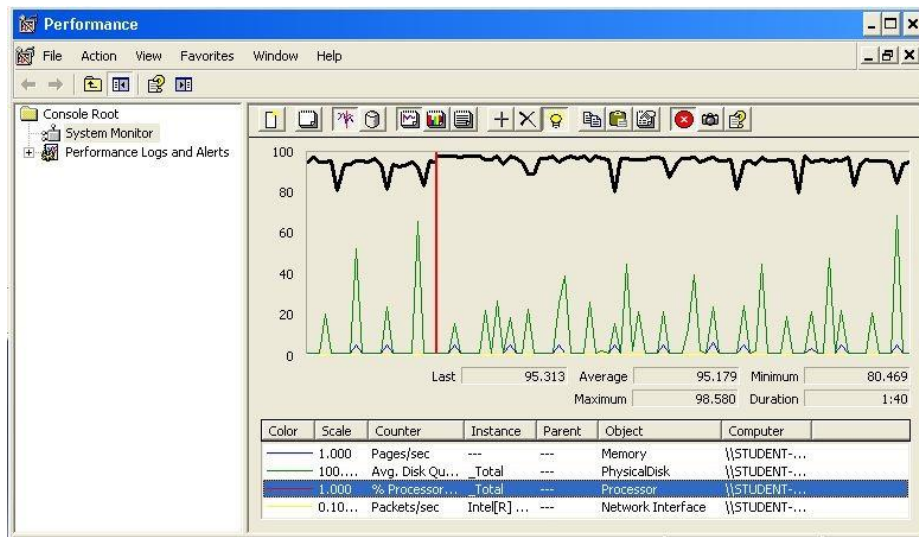 Performance
File Action View Favorites Window Help
Console Root
System Monitor
Performance Logs and Alerts
100
80
60
40
20
0
Last 95.313 Average 95.179 Minimum 80.469
Maximum 98.580 Duration 1:40
Color Scale Counter Instance Parent Object Computer
1.000 Pages/sec --- --- Memory \\STUDENT-...
100.... Avg. Disk Qu... _Total --- PhysicalDisk \\STUDENT-...
1.000 % Processor... _Total --- Processor \\STUDENT-...
0.10... Packets/sec Intel[R] ... --- Network Interface \\STUDENT-...